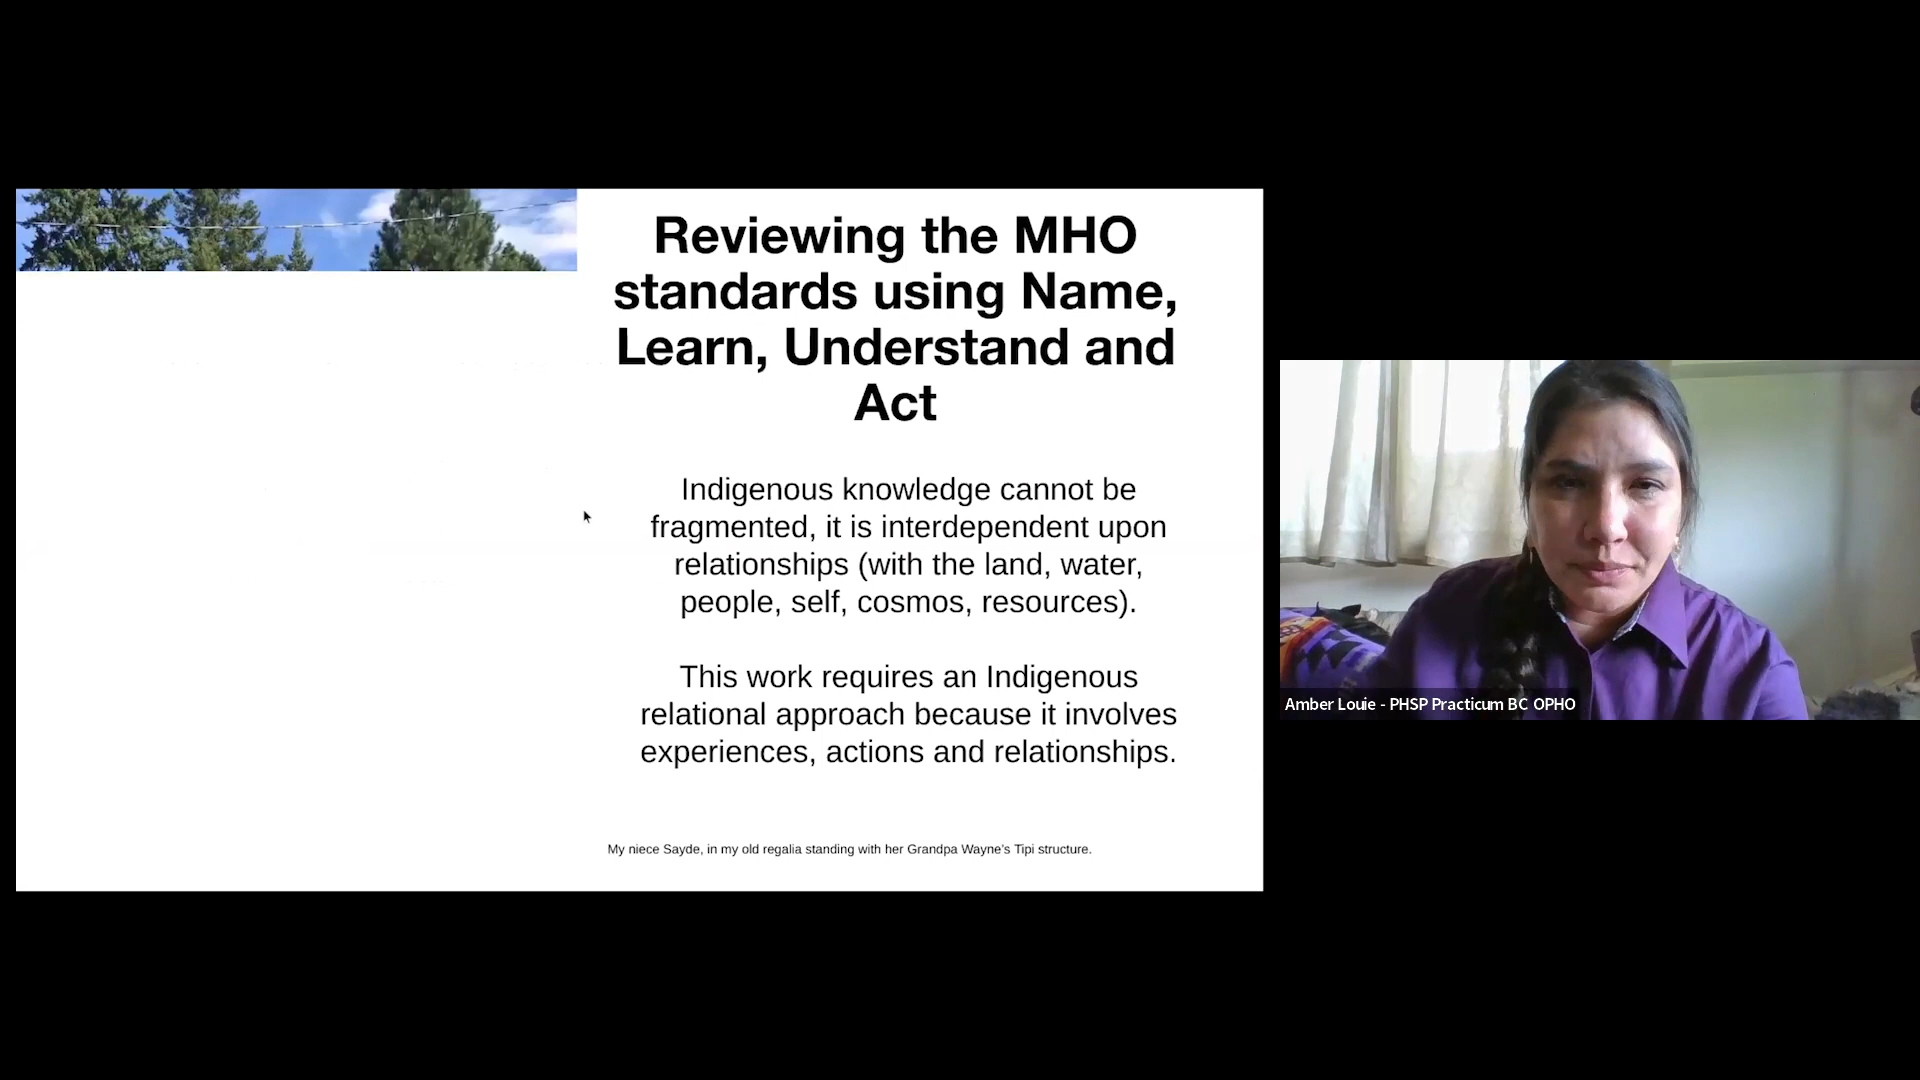 Reviewing the MHO
standards using Name,
Learn, Understand and
Act
Indigenous knowledge cannot be
fragmented, it is interdependent upon
relationships (with the land, water,
people, self, cosmos, resources).
This work requires an Indigenous
relational approach because it involves
experiences, actions and relationships.
My niece Sayde, in my old regalia standing with her Grandpa Wayne's Tipi structure.
Amber Louie - PHSP Practicum BC OPHO